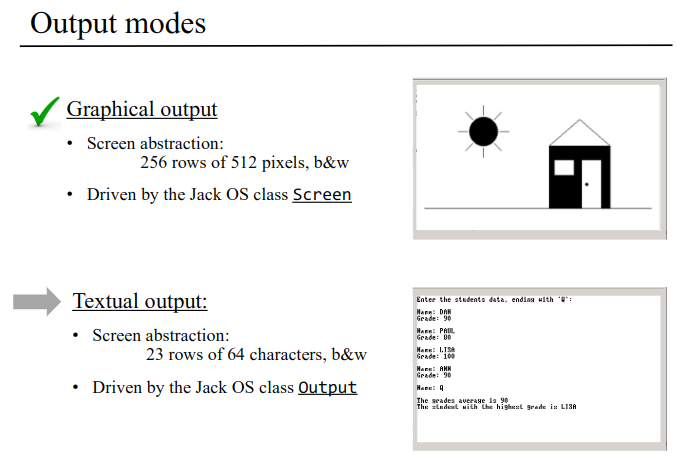 Output modes
Graphical output
• Screen abstraction:
256 rows of 512 pixels, b&w
• Driven by the Jack OS class Screen
Textual output:
• Screen abstraction:
23 rows of 64 characters, b&w
• Driven by the Jack OS class Output
Enter the students data, ending with 'Q':
Name: DAN
Grade: 90
Name: PAUL
Grade: 80
Name: LISA
Grade: 100
Name: ANN
Grade: 90
Name: Q
The grades average is 90
The student with the highest grade is LISA